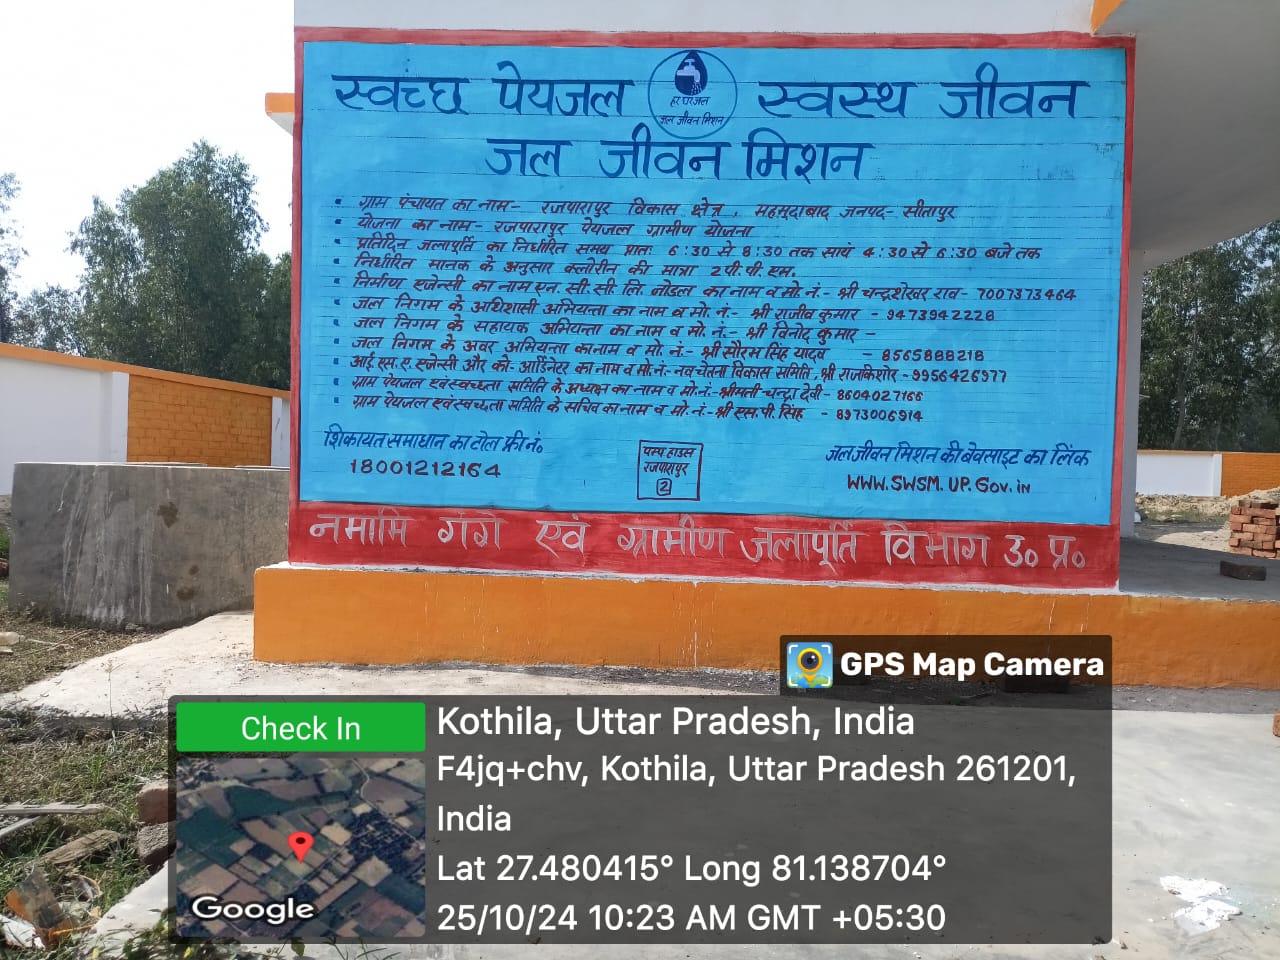 स्वच्छ पेयजल स्वस्थ जीवन
हर घर जल
जल जीवन मिशन
जल जीवन मिशन
ग्राम पंचायत का नाम- रजपारापुर विकास क्षेत्र, महमूदाबाद जनपद- सीतापुर
योजना का नाम- रजपारापुर पेयजल ग्रामीण योजना
प्रतिदिन जलापूर्ति का निर्धारित समय प्रातः 6:30 से 8:30 तक सायं 4:30 से 6:30 बजे तक
निर्धारित मानक के अनुसार क्लोरीन की मात्रा 2 पी. पी. एम.
निर्माण एजेन्सी का नाम एन. सी. सी. लि. नोडल का नाम व मो. नं.- श्री चन्द्रशेखर राव- 7007373464
जल निगम के अधिशासी अभियन्ता का नाम व मो. नं.- श्री राजीव कुमार - 9473942228
जल निगम के सहायक अभियन्ता का नाम व मो. नं.- श्री विनोद कुमार -
जल निगम के अवर अभियन्ता का नाम व मो. नं.- श्री सौरभ सिंह यादव - 8565888218
आई. एस. ए. एजेन्सी और को- आर्डिनेटर का नाम व मो. नं- नव चेतना विकास समिति, श्री राजकिशोर - 9956426977
ग्राम पेयजल एवं स्वच्छता समिति के अध्यक्ष का नाम व मो. नं.- श्रीमती चन्द्रा देवी- 8604027166
ग्राम पेयजल एवं स्वच्छता समिति के सचिव का नाम व मो. नं.- श्री एस. पी. सिंह - 8973006914
शिकायत समाधान का टोल फ्री नं०
18001212164
पम्प हाउस
रजपारापुर
2
जल जीवन मिशन की वेबसाइट का लिंक
WWW.SWSM.UP.Gov.in
नमामि गंगे एवं ग्रामीण जलापूर्ति विभाग उ० प्र०
GPS Map Camera
Check In
Kothila, Uttar Pradesh, India
F4jq+chv, Kothila, Uttar Pradesh 261201,
India
Lat 27.480415° Long 81.138704°
25/10/24 10:23 AM GMT +05:30
Google